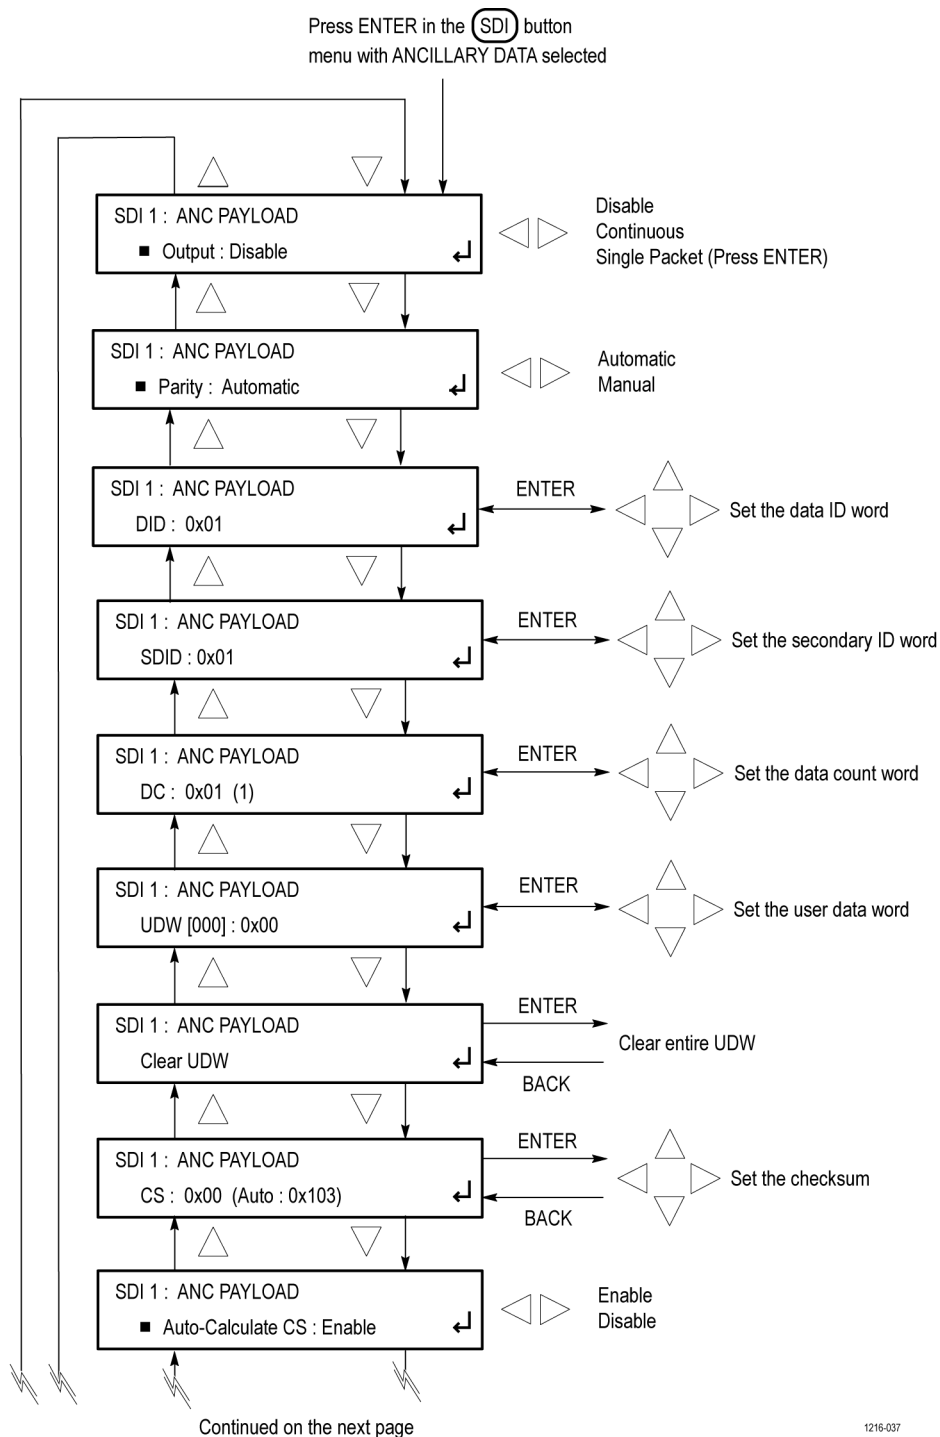 Press ENTER in the SDI button
menu with ANCILLARY DATA selected
SDI 1 : ANC PAYLOAD
■ Output : Disable
Disable
Continuous
Single Packet (Press ENTER)
SDI 1 : ANC PAYLOAD
■ Parity : Automatic
Automatic
Manual
SDI 1 : ANC PAYLOAD
DID : 0x01
ENTER
Set the data ID word
SDI 1 : ANC PAYLOAD
SDID : 0x01
ENTER
Set the secondary ID word
SDI 1 : ANC PAYLOAD
DC : 0x01 (1)
ENTER
Set the data count word
SDI 1 : ANC PAYLOAD
UDW [000] : 0x00
ENTER
Set the user data word
SDI 1 : ANC PAYLOAD
Clear UDW
ENTER
Clear entire UDW
BACK
SDI 1 : ANC PAYLOAD
CS : 0x00 (Auto : 0x103)
ENTER
Set the checksum
BACK
SDI 1 : ANC PAYLOAD
■ Auto-Calculate CS : Enable
Enable
Disable
Continued on the next page
1216-037